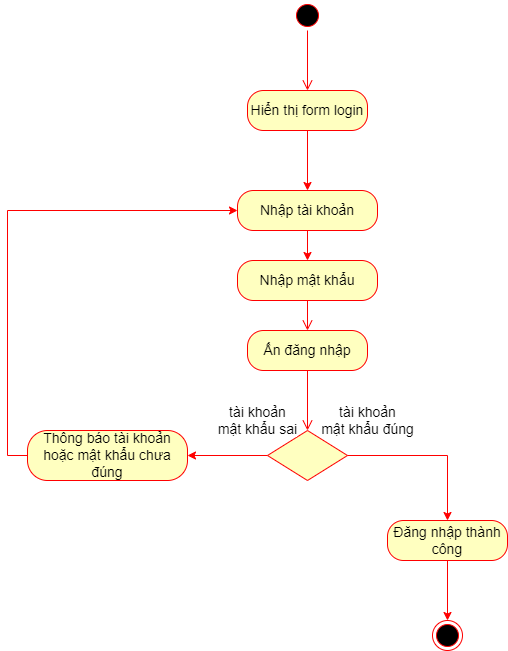 Hiển thị form login
Nhập tài khoản
Nhập mật khẩu
Ấn đăng nhập
tài khoản
mật khẩu sai
tài khoản
mật khẩu đúng
Thông báo tài khoản
hoặc mật khẩu chưa
đúng
Đăng nhập thành
công